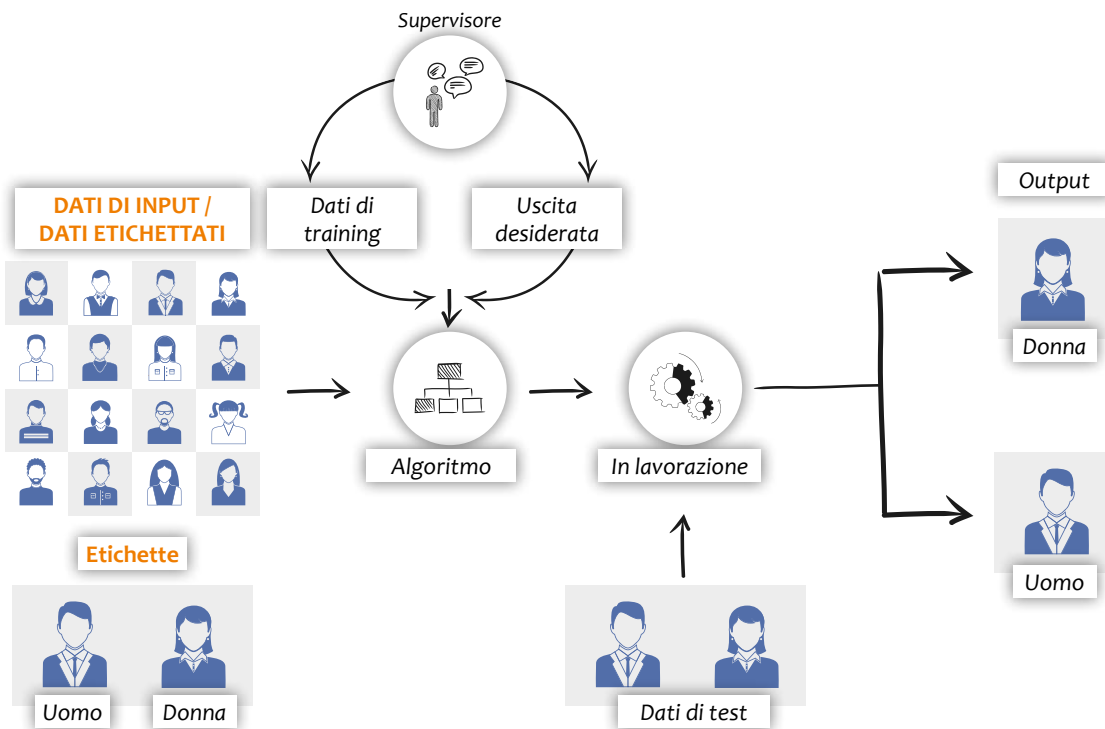 Supervisore
DATI DI INPUT /
DATI ETICHETTATI
Dati di
training
Uscita
desiderata
Output
Donna
Algoritmo
In lavorazione
Etichette
Uomo
Uomo
Donna
Dati di test